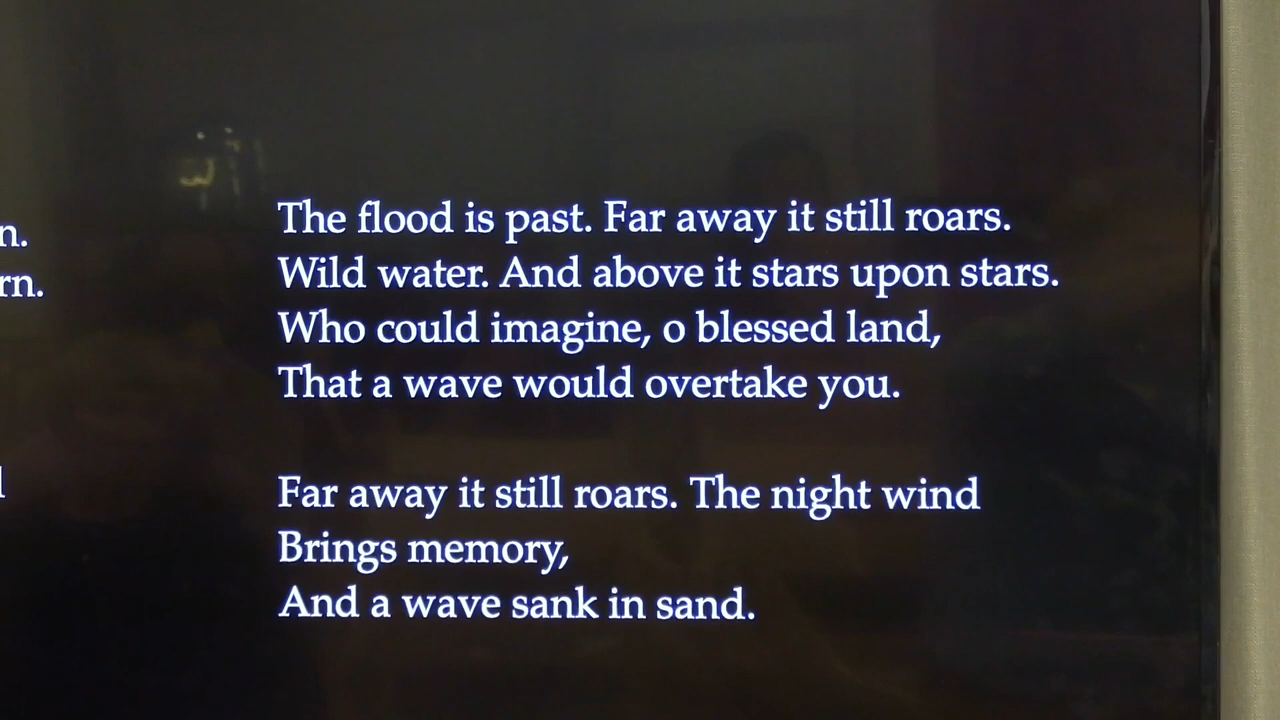 n.
rn.
The flood is past. Far away it still roars.
Wild water. And above it stars upon stars.
Who could imagine, o blessed land,
That a wave would overtake you.
Far away it still roars. The night wind
Brings memory,
And a wave sank in sand.